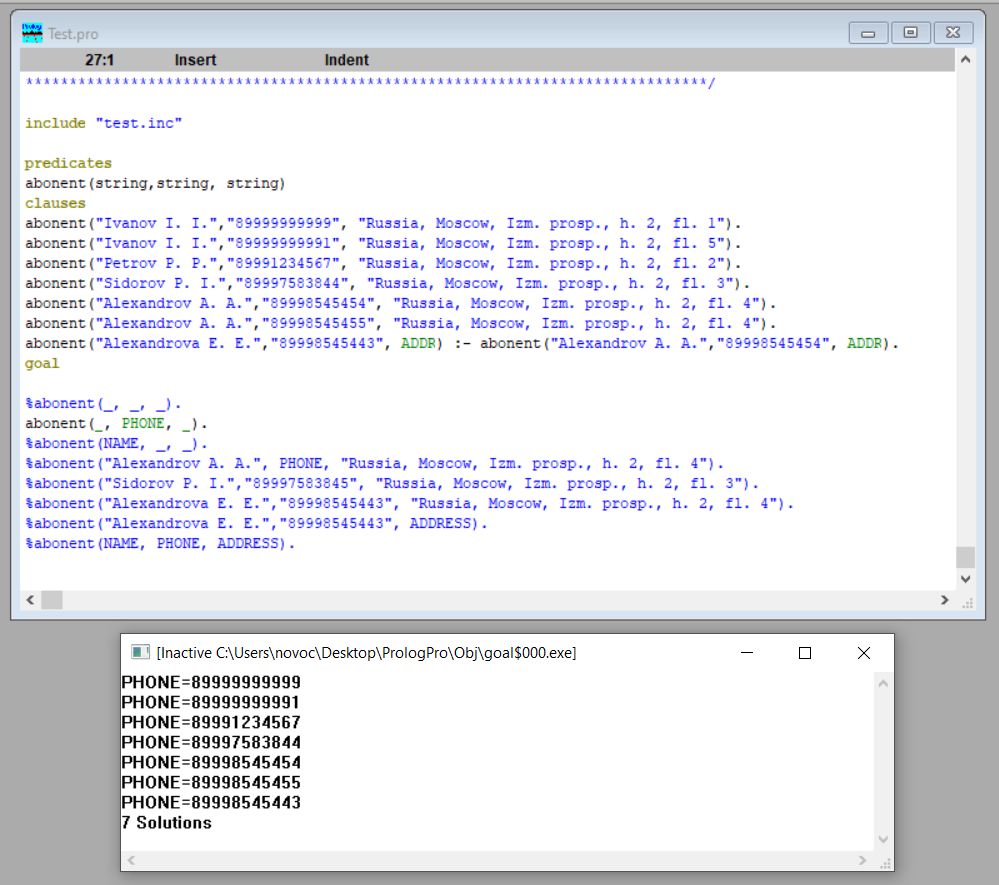 Test.pro
27:1 Insert Indent
******************************************************************************/
include "test.inc"
predicates
abonent(string,string, string)
clauses
abonent("Ivanov I. I.","89999999999", "Russia, Moscow, Izm. prosp., h. 2, fl. 1").
abonent("Ivanov I. I.","89999999991", "Russia, Moscow, Izm. prosp., h. 2, fl. 5").
abonent("Petrov P. P.","89991234567", "Russia, Moscow, Izm. prosp., h. 2, fl. 2").
abonent("Sidorov P. I.","89997583844", "Russia, Moscow, Izm. prosp., h. 2, fl. 3").
abonent("Alexandrov A. A.","89998545454", "Russia, Moscow, Izm. prosp., h. 2, fl. 4").
abonent("Alexandrov A. A.","89998545455", "Russia, Moscow, Izm. prosp., h. 2, fl. 4").
abonent("Alexandrova E. E.","89998545443", ADDR) :- abonent("Alexandrov A. A.","89998545454", ADDR).
goal
%abonent(_, _, _).
abonent(_, PHONE, _).
%abonent(NAME, _, _).
%abonent("Alexandrov A. A.", PHONE, "Russia, Moscow, Izm. prosp., h. 2, fl. 4").
%abonent("Sidorov P. I.","89997583845", "Russia, Moscow, Izm. prosp., h. 2, fl. 3").
%abonent("Alexandrova E. E.","89998545443", "Russia, Moscow, Izm. prosp., h. 2, fl. 4").
%abonent("Alexandrova E. E.","89998545443", ADDRESS).
%abonent(NAME, PHONE, ADDRESS).
[Inactive C:\Users\novoc\Desktop\PrologPro\Obj\goal$000.exe]
PHONE=89999999999
PHONE=89999999991
PHONE=89991234567
PHONE=89997583844
PHONE=89998545454
PHONE=89998545455
PHONE=89998545443
7 Solutions